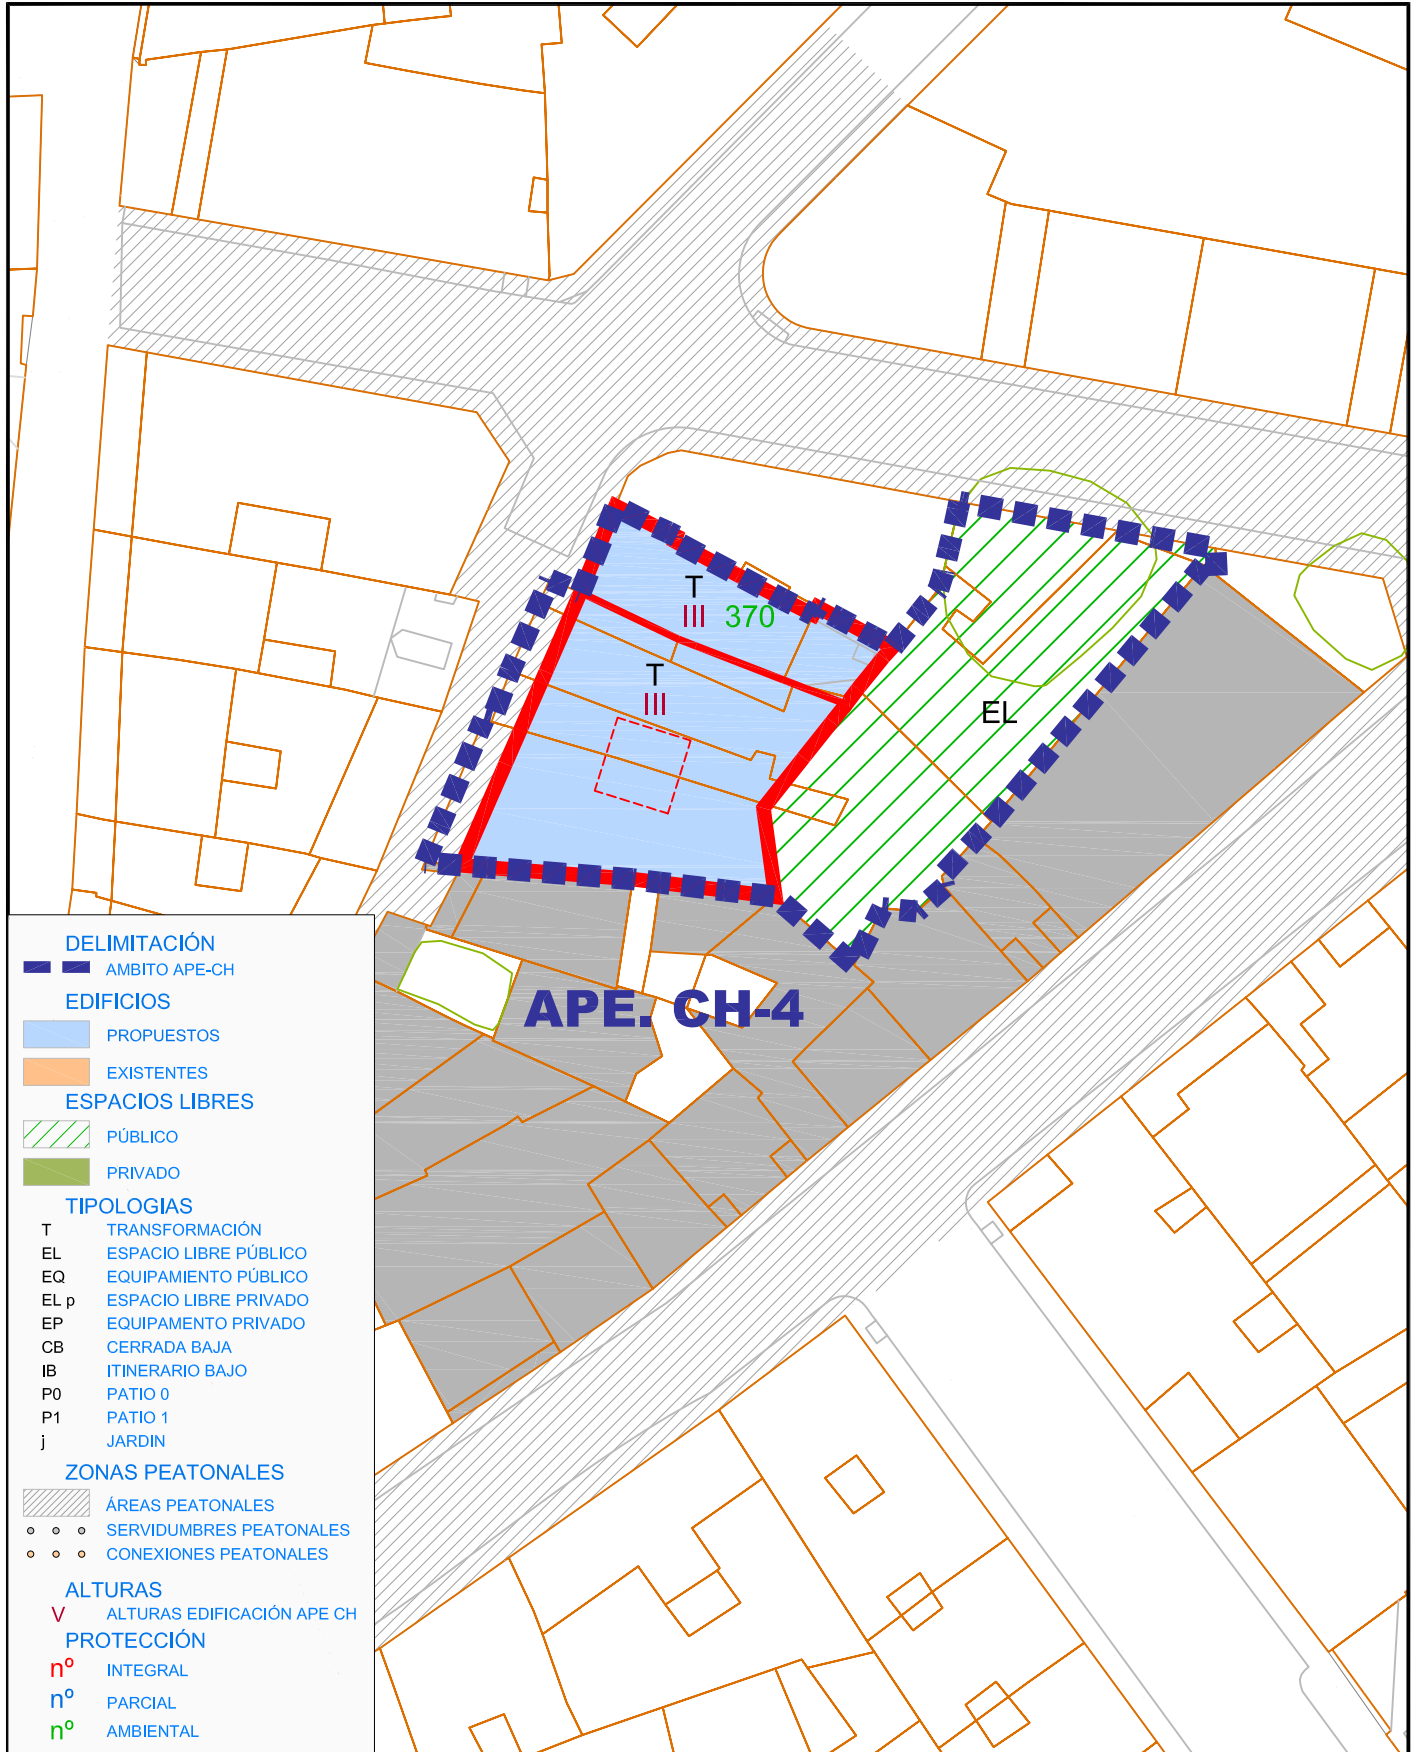 T
III 370
T
III
EL
APE. CH-4
DELIMITACIÓN
AMBITO APE-CH
EDIFICIOS
PROPUESTOS
EXISTENTES
ESPACIOS LIBRES
PÚBLICO
PRIVADO
TIPOLOGIAS
T TRANSFORMACIÓN
EL ESPACIO LIBRE PÚBLICO
EQ EQUIPAMIENTO PÚBLICO
EL p ESPACIO LIBRE PRIVADO
EP EQUIPAMENTO PRIVADO
CB CERRADA BAJA
IB ITINERARIO BAJO
P0 PATIO 0
P1 PATIO 1
j JARDIN
ZONAS PEATONALES
ÁREAS PEATONALES
SERVIDUMBRES PEATONALES
CONEXIONES PEATONALES
ALTURAS
V ALTURAS EDIFICACIÓN APE CH
PROTECCIÓN
nº INTEGRAL
nº PARCIAL
nº AMBIENTAL